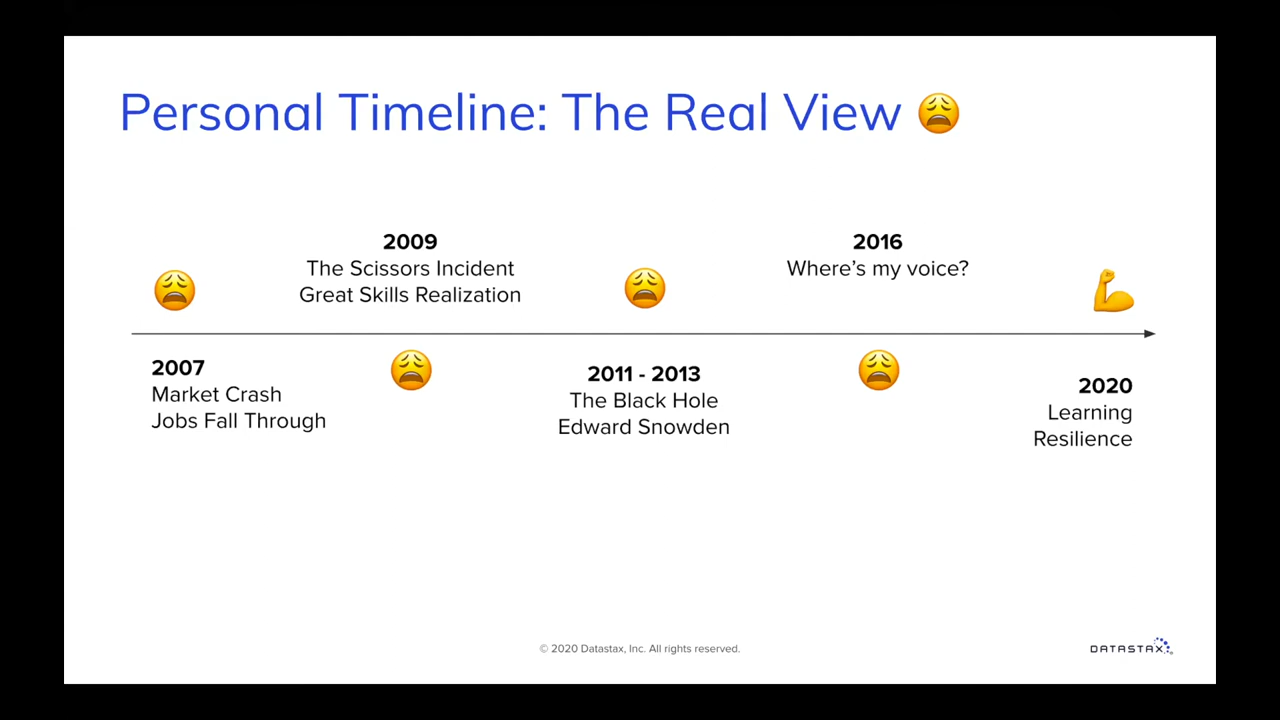 Personal Timeline: The Real View 😩
2009
The Scissors Incident
Great Skills Realization
2016
Where's my voice?
2007
Market Crash
Jobs Fall Through
2011 - 2013
The Black Hole
Edward Snowden
2020
Learning
Resilience
© 2020 Datastax, Inc. All rights reserved.
DATASTAX